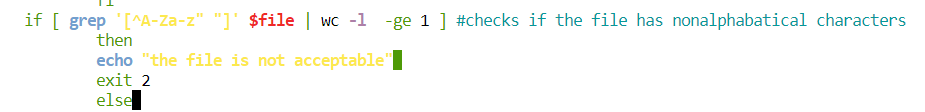 if [ grep '[^A-Za-z" "]' $file | wc -l  -ge 1 ] #checks if the file has nonalphabatical characters
then
echo "the file is not acceptable"
exit 2
else